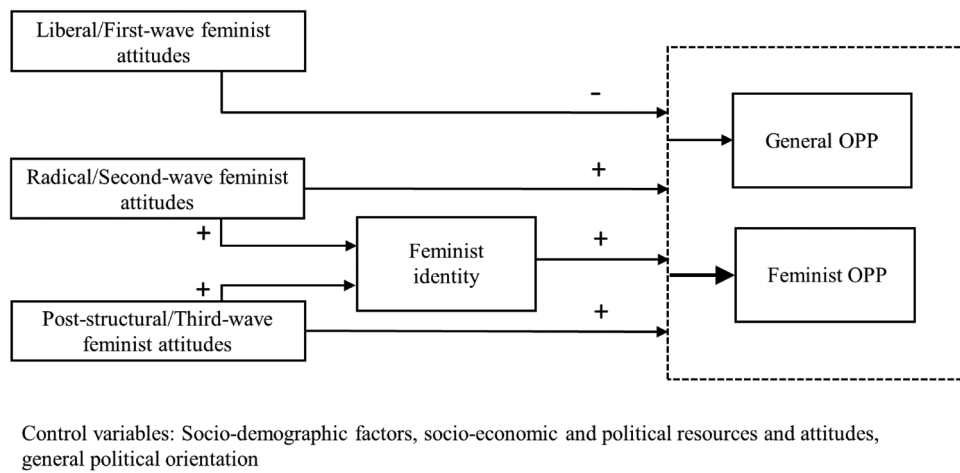 Liberal/First-wave feminist
attitudes
-
General OPP
Radical/Second-wave feminist
attitudes
+
+
Feminist
identity
+
Feminist OPP
+
Post-structural/Third-wave
feminist attitudes
+
Control variables: Socio-demographic factors, socio-economic and political resources and attitudes,
general political orientation